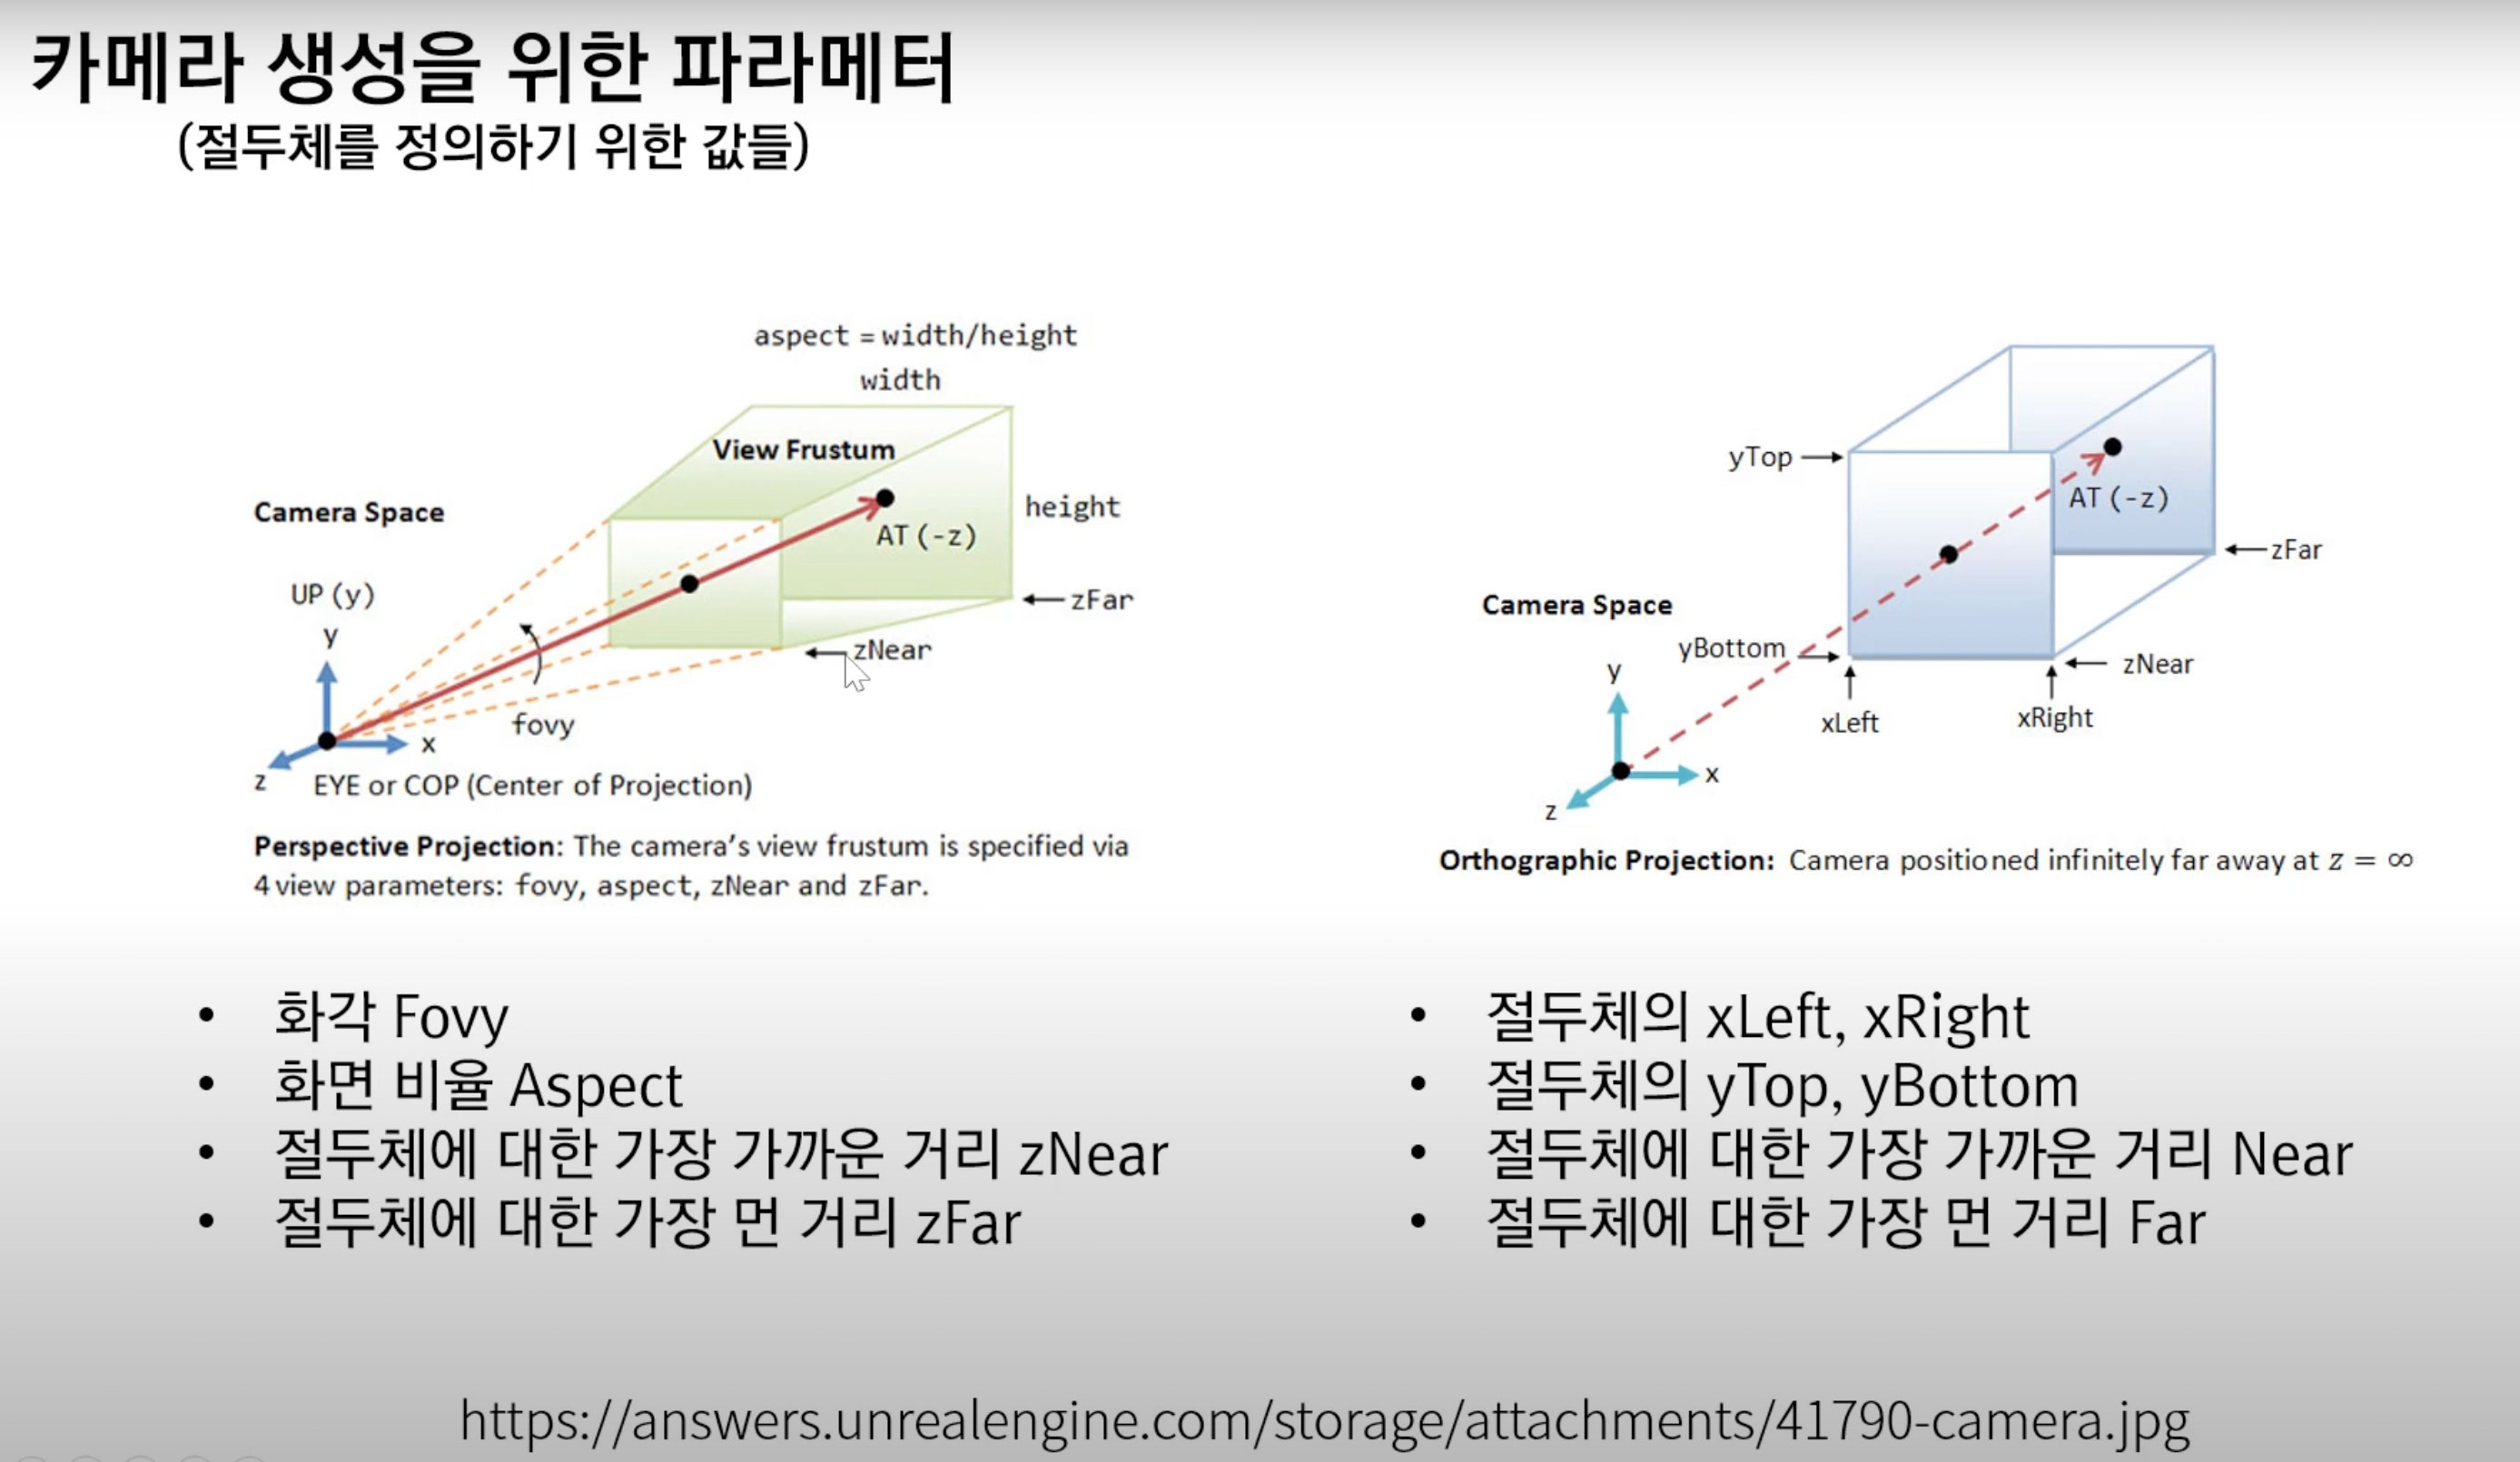 카메라 생성을 위한 파라메터
(절두체를 정의하기 위한 값들)
aspect = width/height
width
View Frustum
Camera Space
AT (-z)
height
UP (y)
y
zFar
zNear
fovy
x
z
EYE or COP (Center of Projection)
Perspective Projection: The camera's view frustum is specified via
4 view parameters: fovy, aspect, zNear and zFar.
yTop
AT (-z)
zFar
Camera Space
yBottom
y
zNear
xLeft
xRight
x
z
Orthographic Projection: Camera positioned infinitely far away at z = ∞
• 화각 Fovy
• 화면 비율 Aspect
• 절두체에 대한 가장 가까운 거리 zNear
• 절두체에 대한 가장 먼 거리 zFar
• 절두체의 xLeft, xRight
• 절두체의 yTop, yBottom
• 절두체에 대한 가장 가까운 거리 Near
• 절두체에 대한 가장 먼 거리 Far
https://answers.unrealengine.com/storage/attachments/41790-camera.jpg